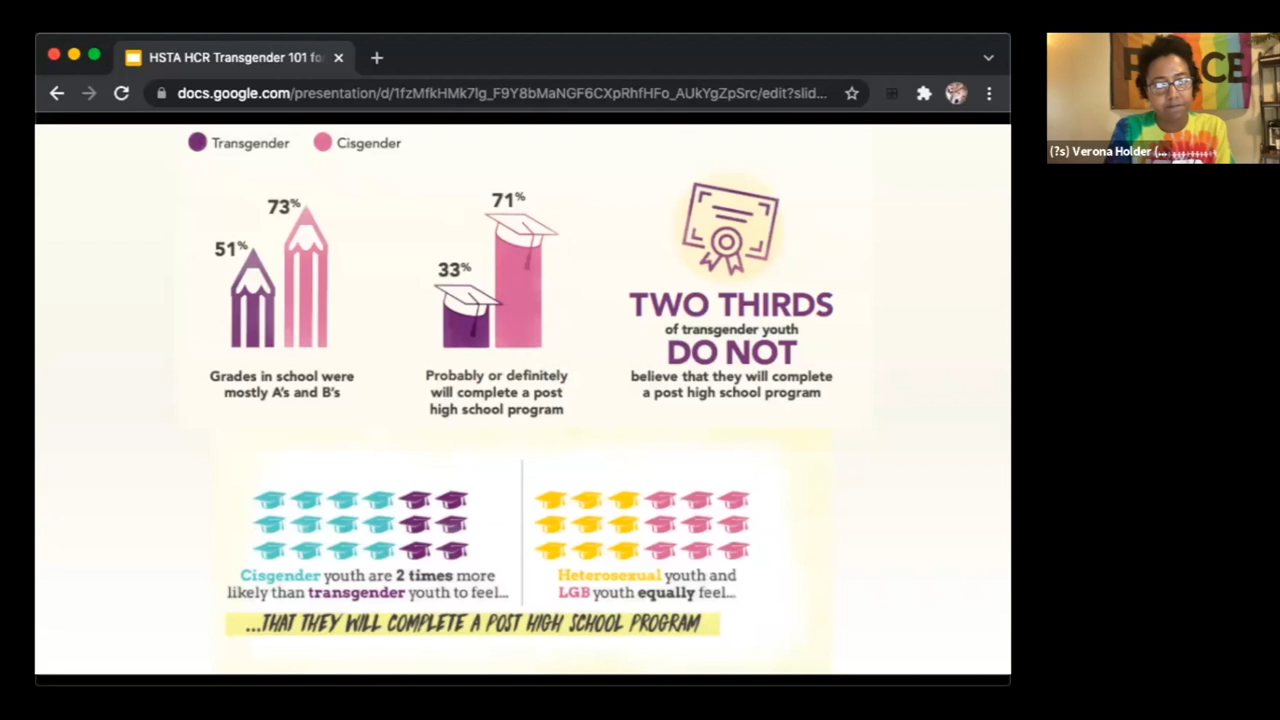 HSTA HCR Transgender 101 fo
docs.google.com/presentation/d/1fzMfkHMk7lg_F9Y8bMaNGF6CXpRhfHFo_AUkYgZpSrc/edit?slid...
Transgender
Cisgender
51%
73%
Grades in school were
mostly A's and B's
33%
71%
Probably or definitely
will complete a post
high school program
TWO THIRDS
of transgender youth
DO NOT
believe that they will complete
a post high school program
Cisgender youth are 2 times more
likely than transgender youth to feel...
Heterosexual youth and
LGB youth equally feel...
...THAT THEY WILL COMPLETE A POST HIGH SCHOOL PROGRAM
(?s) Verona Holder (...